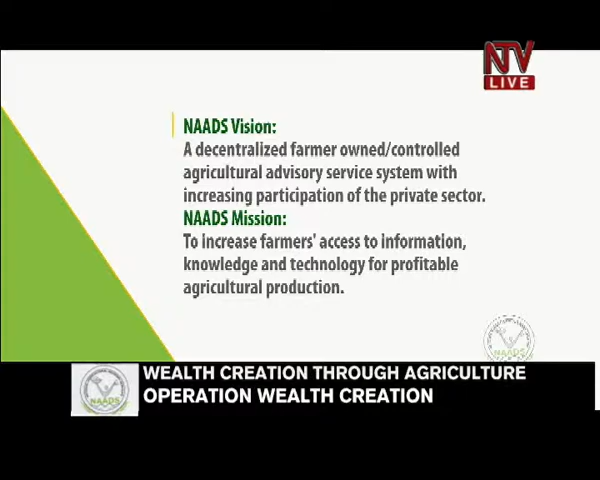 NTV
LIVE
NAADS Vision:
A decentralized farmer owned/controlled
agricultural advisory service system with
increasing participation of the private sector.
NAADS Mission:
To increase farmers' access to information,
knowledge and technology for profitable
agricultural production.
NAADS
WEALTH CREATION THROUGH AGRICULTURE
NAADS
OPERATION WEALTH CREATION